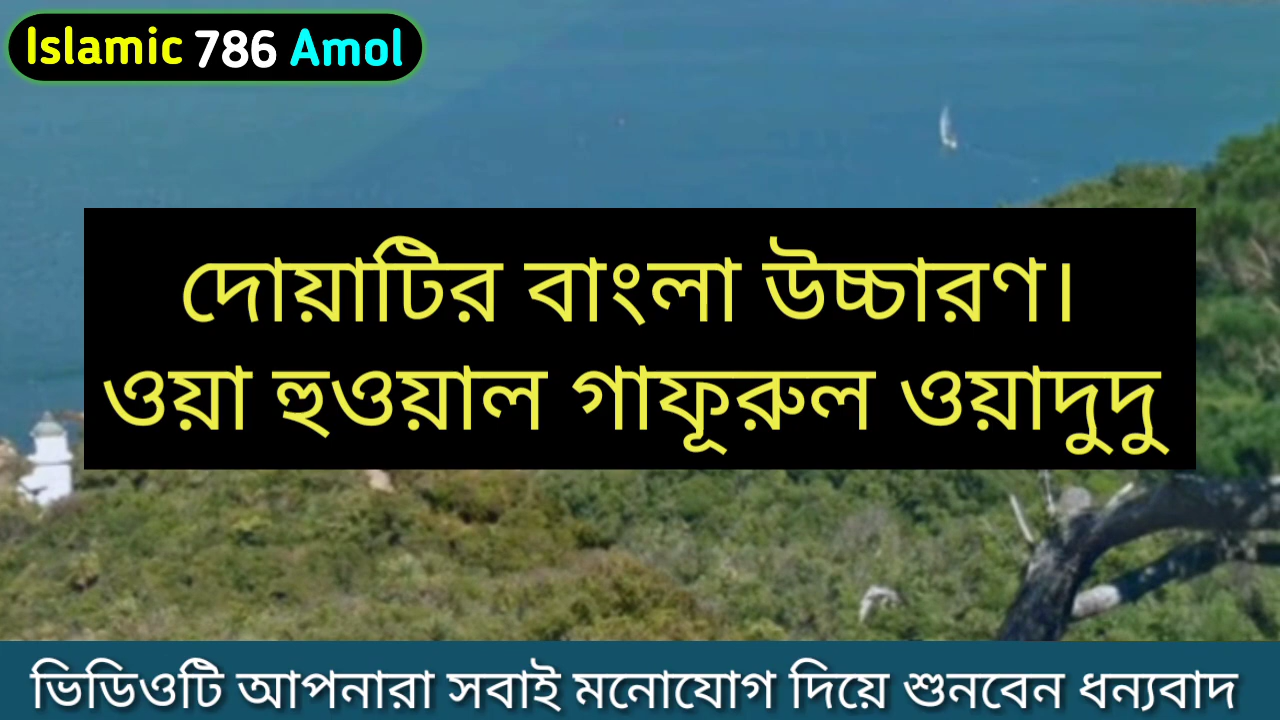 Islamic 786 Amol
দোয়াটির বাংলা উচ্চারণ।
ওয়া হুওয়াল গাফূরুল ওয়াদুদু
ভিডিওটি আপনারা সবাই মনোযোগ দিয়ে শুনবেন ধন্যবাদ